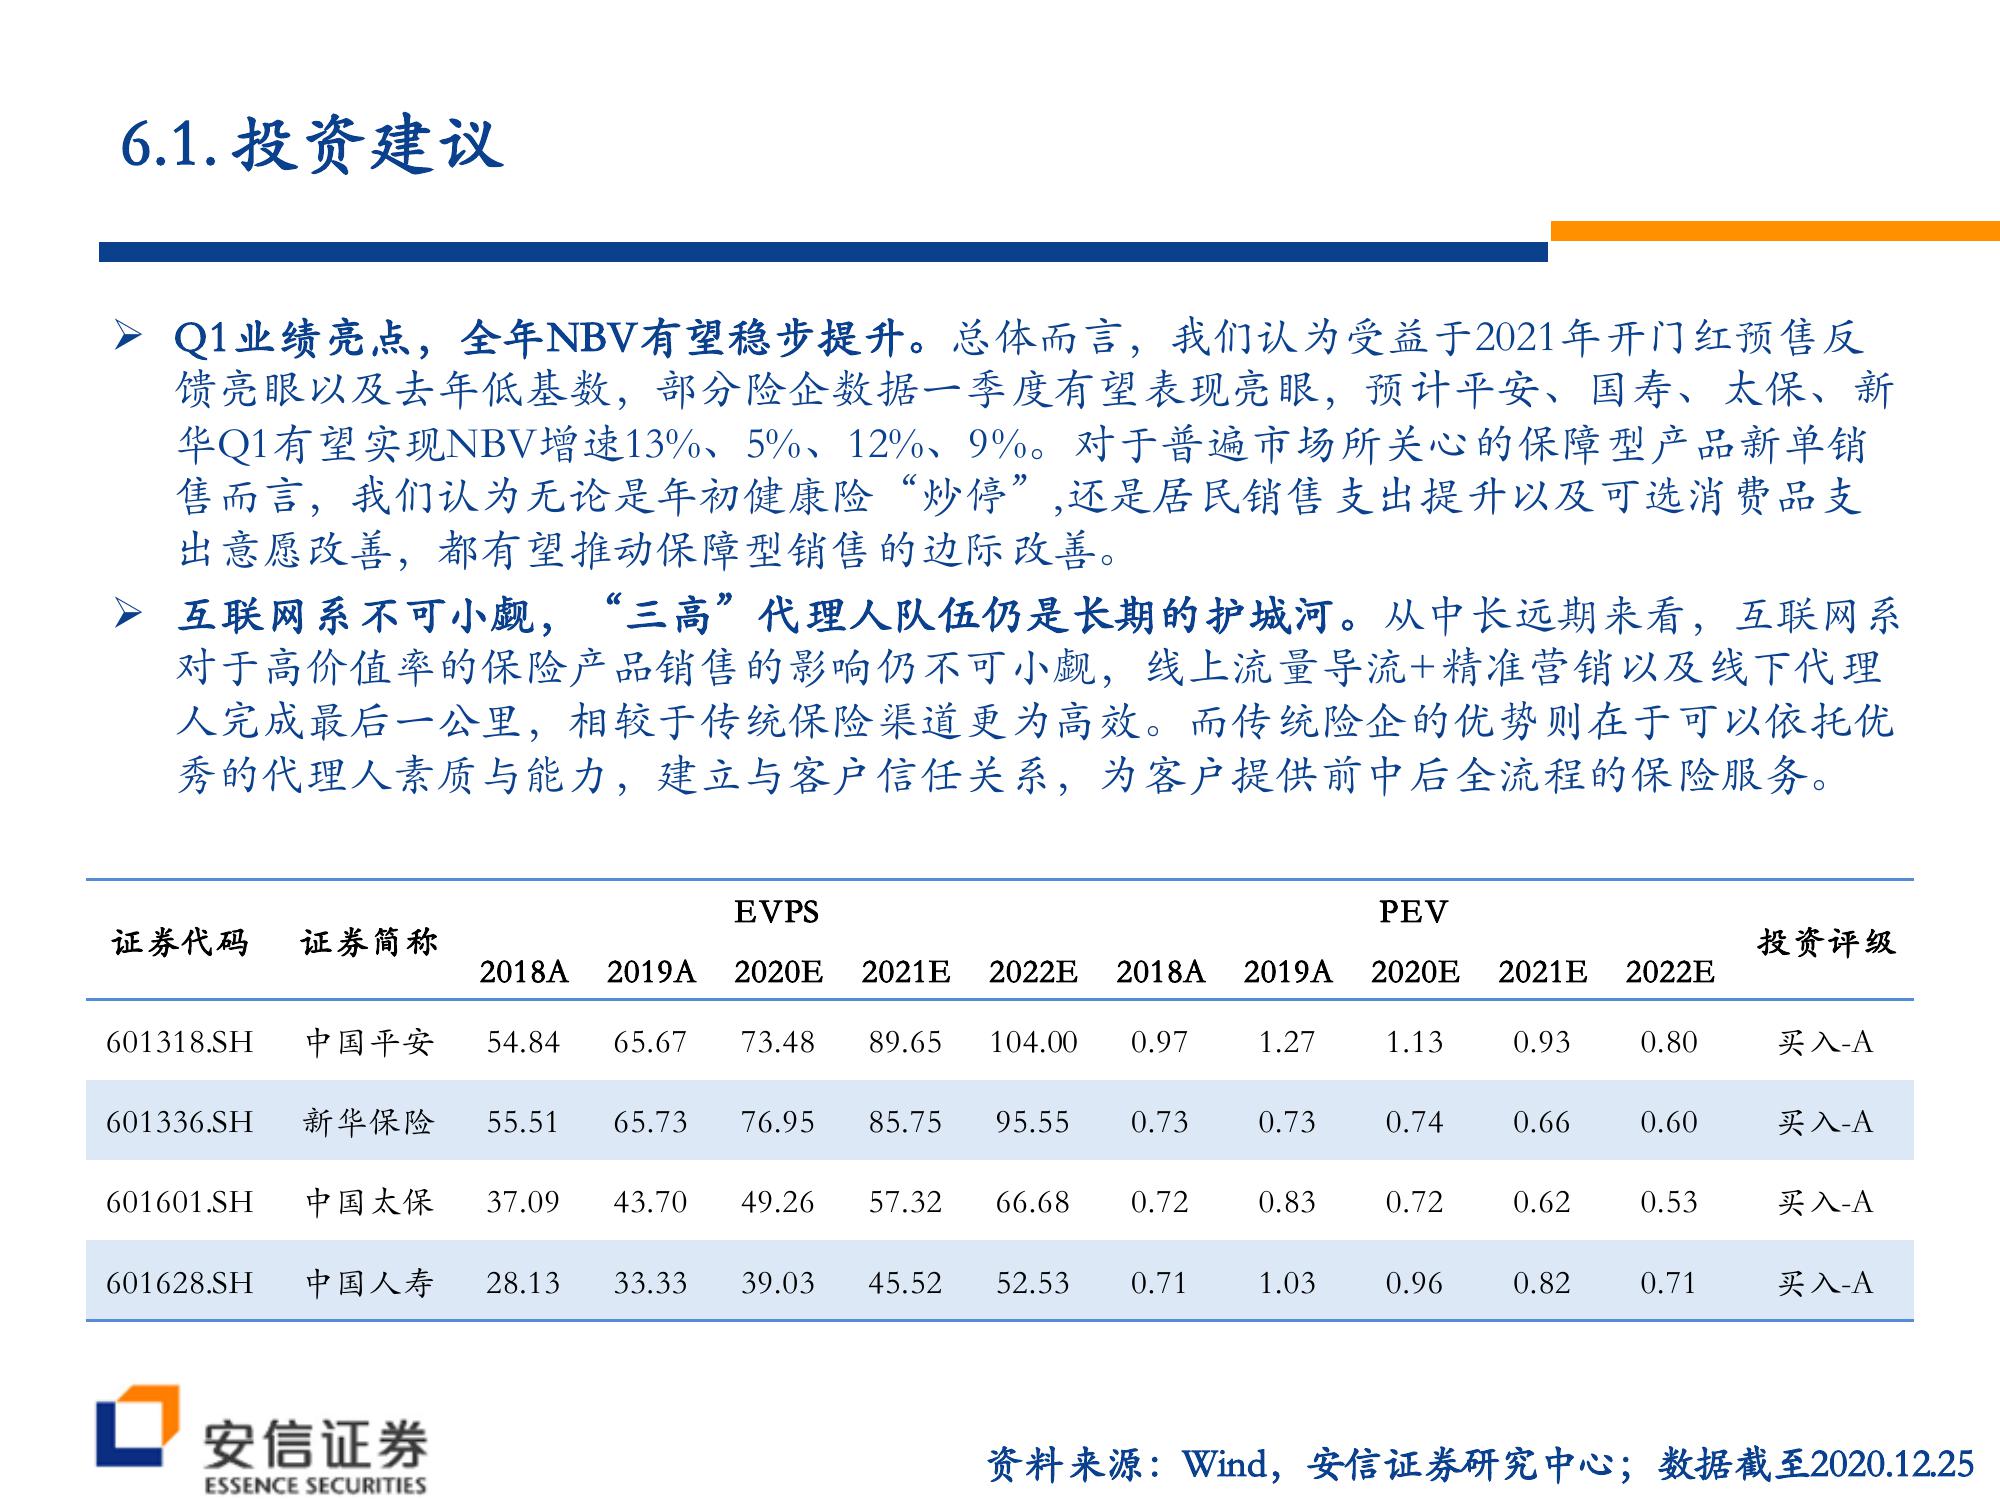 6.1. 投资建议
➢ Q1业绩亮点，全年NBV有望稳步提升。总体而言，我们认为受益于2021年开门红预售反
馈亮眼以及去年低基数，部分险企数据一季度有望表现亮眼，预计平安、国寿、太保、新
华Q1有望实现NBV增速13%、5%、12%、9%。对于普遍市场所关心的保障型产品新单销
售而言，我们认为无论是年初健康险“炒停”,还是居民销售支出提升以及可选消费品支
出意愿改善，都有望推动保障型销售的边际改善。
➢ 互联网系不可小觑，“三高”代理人队伍仍是长期的护城河。从中长远期来看，互联网系
对于高价值率的保险产品销售的影响仍不可小觑，线上流量导流+精准营销以及线下代理
人完成最后一公里，相较于传统保险渠道更为高效。而传统险企的优势则在于可以依托优
秀的代理人素质与能力，建立与客户信任关系，为客户提供前中后全流程的保险服务。
证券代码 证券简称 EVPS PEV 投资评级
2018A 2019A 2020E 2021E 2022E 2018A 2019A 2020E 2021E 2022E
601318.SH 中国平安 54.84 65.67 73.48 89.65 104.00 0.97 1.27 1.13 0.93 0.80 买入-A
601336.SH 新华保险 55.51 65.73 76.95 85.75 95.55 0.73 0.73 0.74 0.66 0.60 买入-A
601601.SH 中国太保 37.09 43.70 49.26 57.32 66.68 0.72 0.83 0.72 0.62 0.53 买入-A
601628.SH 中国人寿 28.13 33.33 39.03 45.52 52.53 0.71 1.03 0.96 0.82 0.71 买入-A
安信证券
ESSENCE SECURITIES
资料来源：Wind，安信证券研究中心；数据截至2020.12.25